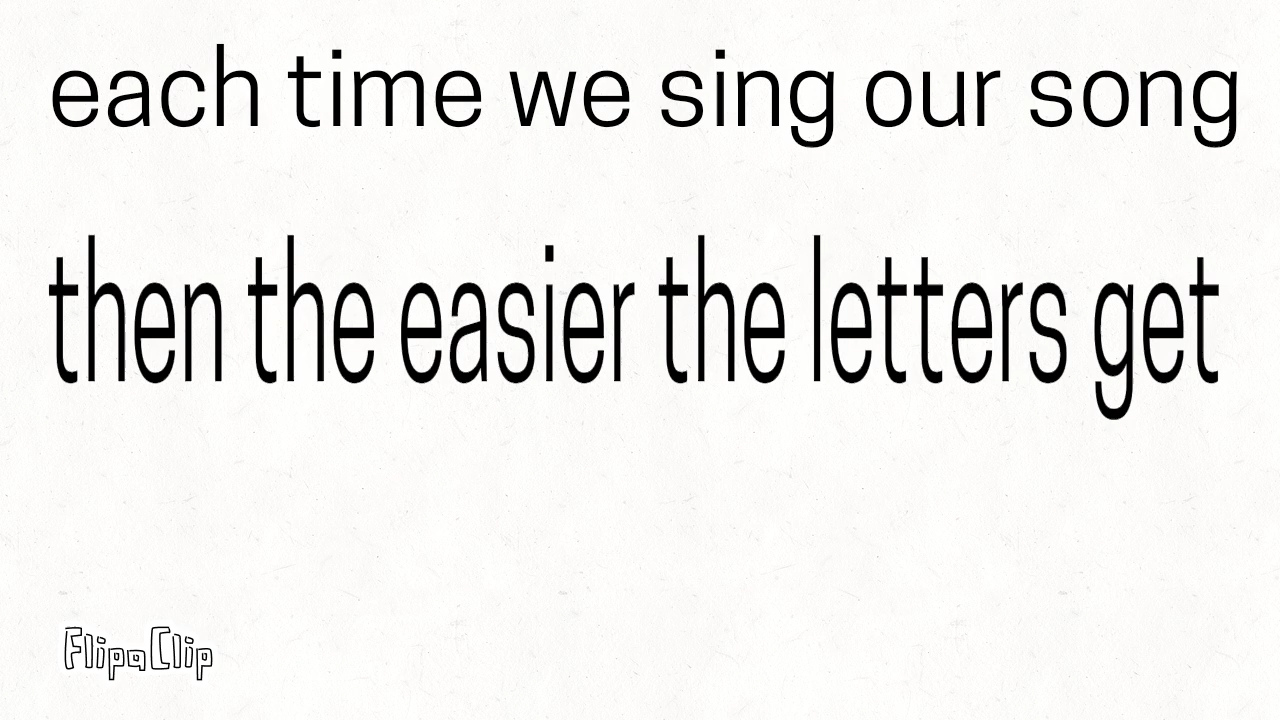 each time we sing our song
then the easier the letters get
FlipaClip